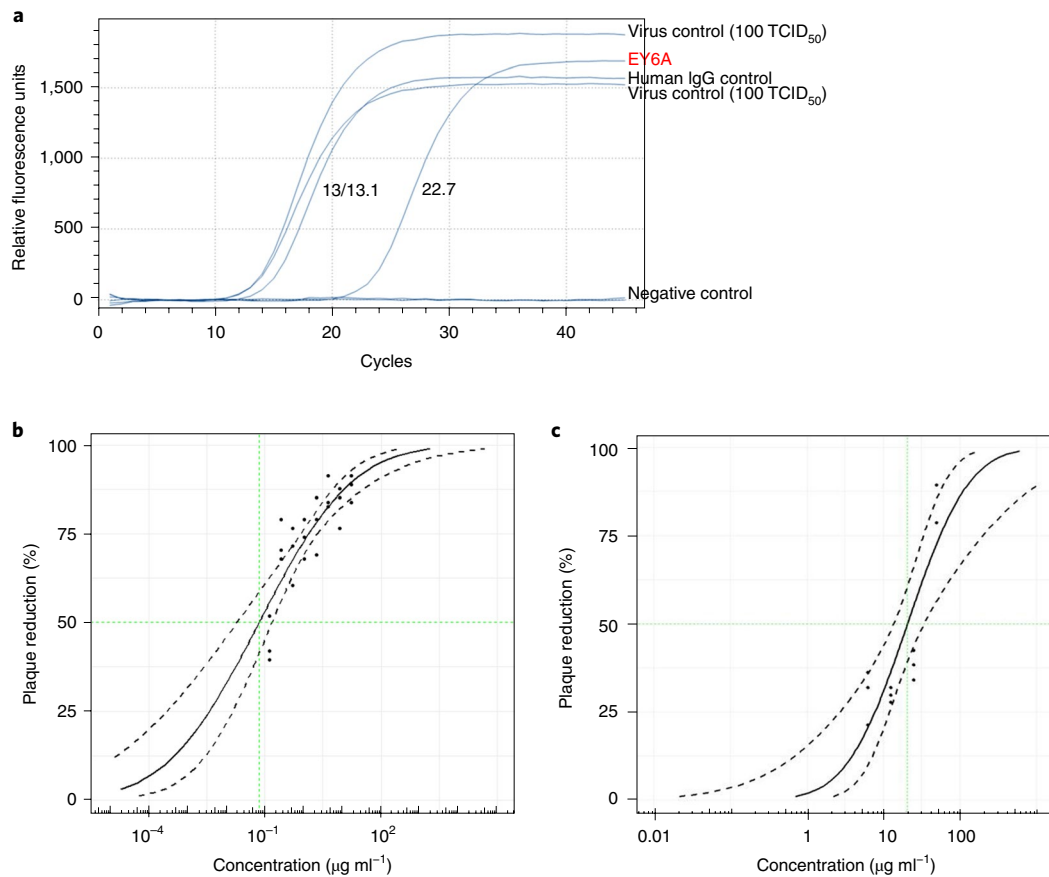 a
Relative fluorescence units
1,500
1,000
500
0
0
10
20
30
40
Cycles
13/13.1
22.7
Virus control (100 TCID50)
EY6A
Human IgG control
Virus control (100 TCID50)
Negative control
b
Plaque reduction (%)
100
75
50
25
0
10−4
10−1
102
Concentration (μg ml−1)
c
Plaque reduction (%)
100
75
50
25
0
0.01
1
10
100
Concentration (μg ml−1)